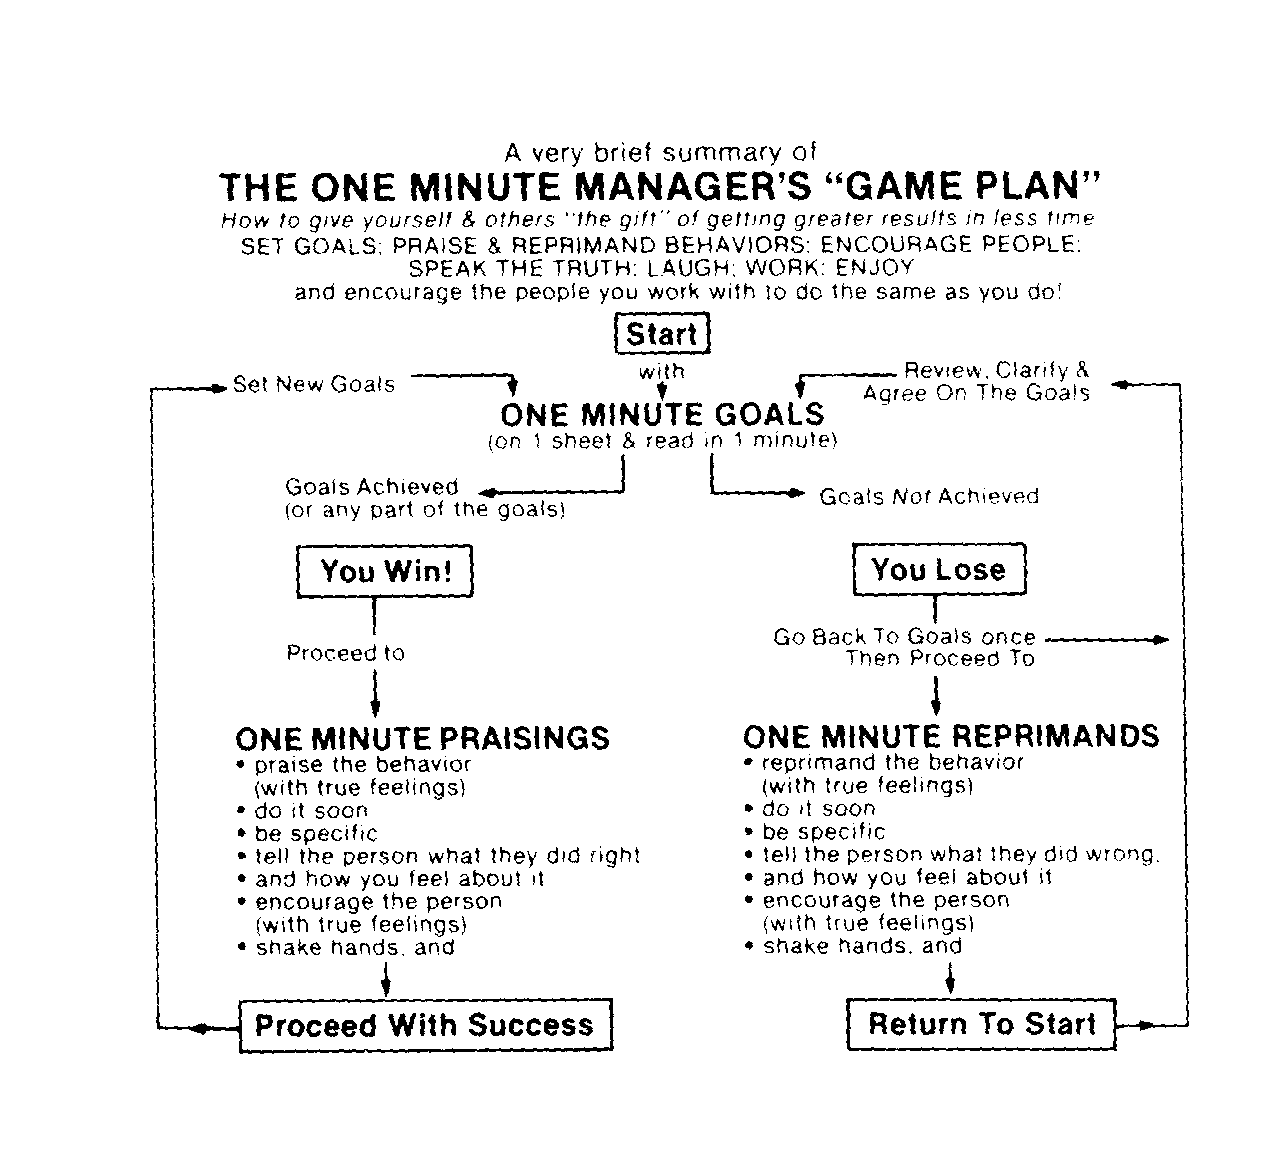 A very brief summary of
THE ONE MINUTE MANAGER'S "GAME PLAN"
How to give yourself & others "the gift" of getting greater results in less time
SET GOALS; PRAISE & REPRIMAND BEHAVIORS; ENCOURAGE PEOPLE;
SPEAK THE TRUTH; LAUGH; WORK; ENJOY
and encourage the people you work with to do the same as you do!
Start
with
Set New Goals
Review, Clarify &
Agree On The Goals
ONE MINUTE GOALS
(on 1 sheet & read in 1 minute)
Goals Achieved
(or any part of the goals)
Goals Not Achieved
You Win!
You Lose
Proceed to
Go Back To Goals once
Then Proceed To
ONE MINUTE PRAISINGS
• praise the behavior
(with true feelings)
• do it soon
• be specific
• tell the person what they did right
• and how you feel about it
• encourage the person
(with true feelings)
• shake hands, and
Proceed With Success
ONE MINUTE REPRIMANDS
• reprimand the behavior
(with true feelings)
• do it soon
• be specific
• tell the person what they did wrong,
• and how you feel about it
• encourage the person
(with true feelings)
• shake hands, and
Return To Start